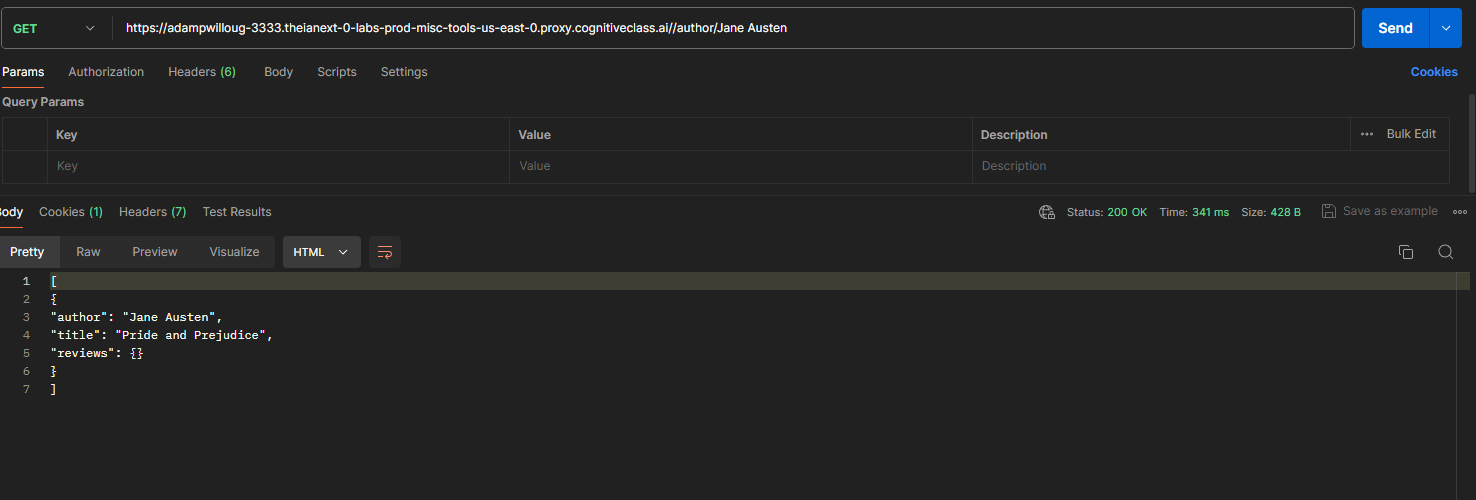 GET https://adampwilloug-3333.theianext-0-labs-prod-misc-tools-us-east-0.proxy.cognitiveclass.ai//author/Jane Austen Send
Params Authorization Headers (6) Body Scripts Settings Cookies
Query Params
Key Value Description ••• Bulk Edit
Key Value Description
Body Cookies (1) Headers (7) Test Results Status: 200 OK Time: 341 ms Size: 428 B Save as example
Pretty Raw Preview Visualize HTML
1 [
2 {
3 "author": "Jane Austen",
4 "title": "Pride and Prejudice",
5 "reviews": {}
6 }
7 ]